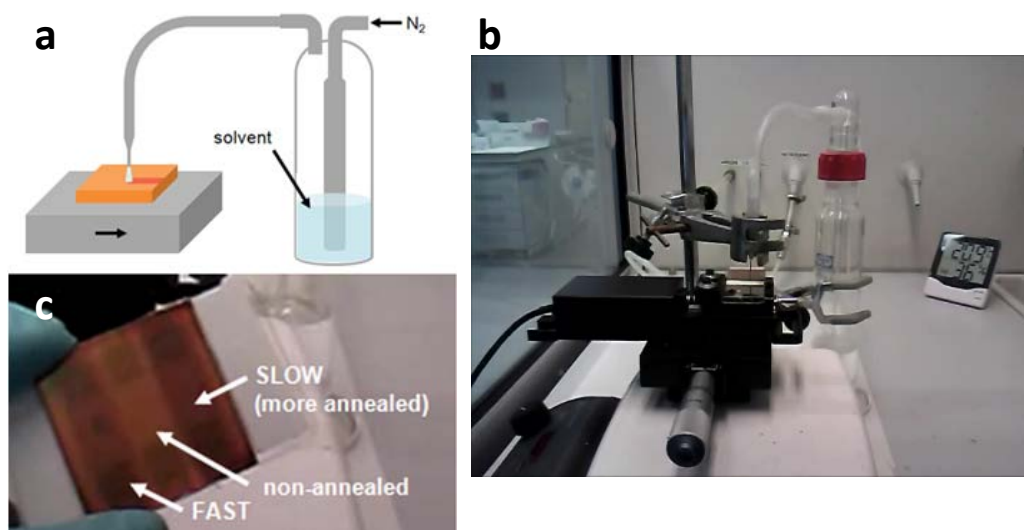 a
N₂
solvent
b
c
SLOW
(more annealed)
non-annealed
FAST